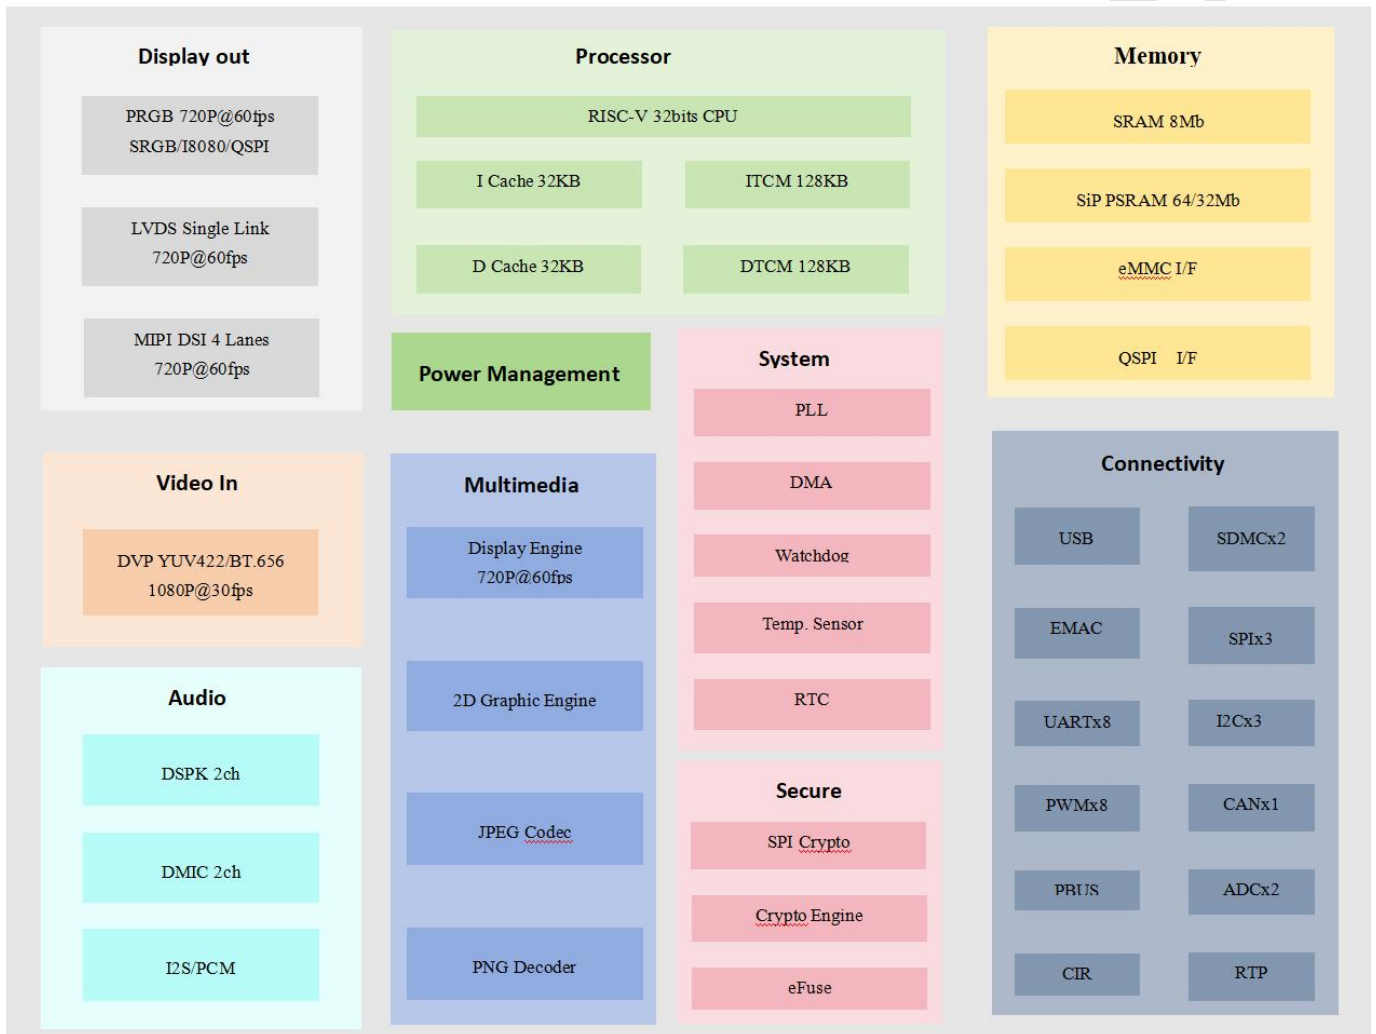 Display out
PRGB 720P@60fps
SRGB/I8080/QSPI
LVDS Single Link
720P@60fps
MIPI DSI 4 Lanes
720P@60fps
Processor
RISC-V 32bits CPU
I Cache 32KB
ITCM 128KB
D Cache 32KB
DTCM 128KB
Memory
SRAM 8Mb
SiP PSRAM 64/32Mb
eMMC I/F
QSPI I/F
Power Management
System
PLL
DMA
Watchdog
Temp. Sensor
RTC
Video In
DVP YUV422/BT.656
1080P@30fps
Multimedia
Display Engine
720P@60fps
2D Graphic Engine
JPEG Codec
PNG Decoder
Audio
DSPK 2ch
DMIC 2ch
I2S/PCM
Secure
SPI Crypto
Crypto Engine
eFuse
Connectivity
USB
SDMCx2
EMAC
SPIx3
UARTx8
I2Cx3
PWMx8
CANx1
PBUS
ADCx2
CIR
RTP